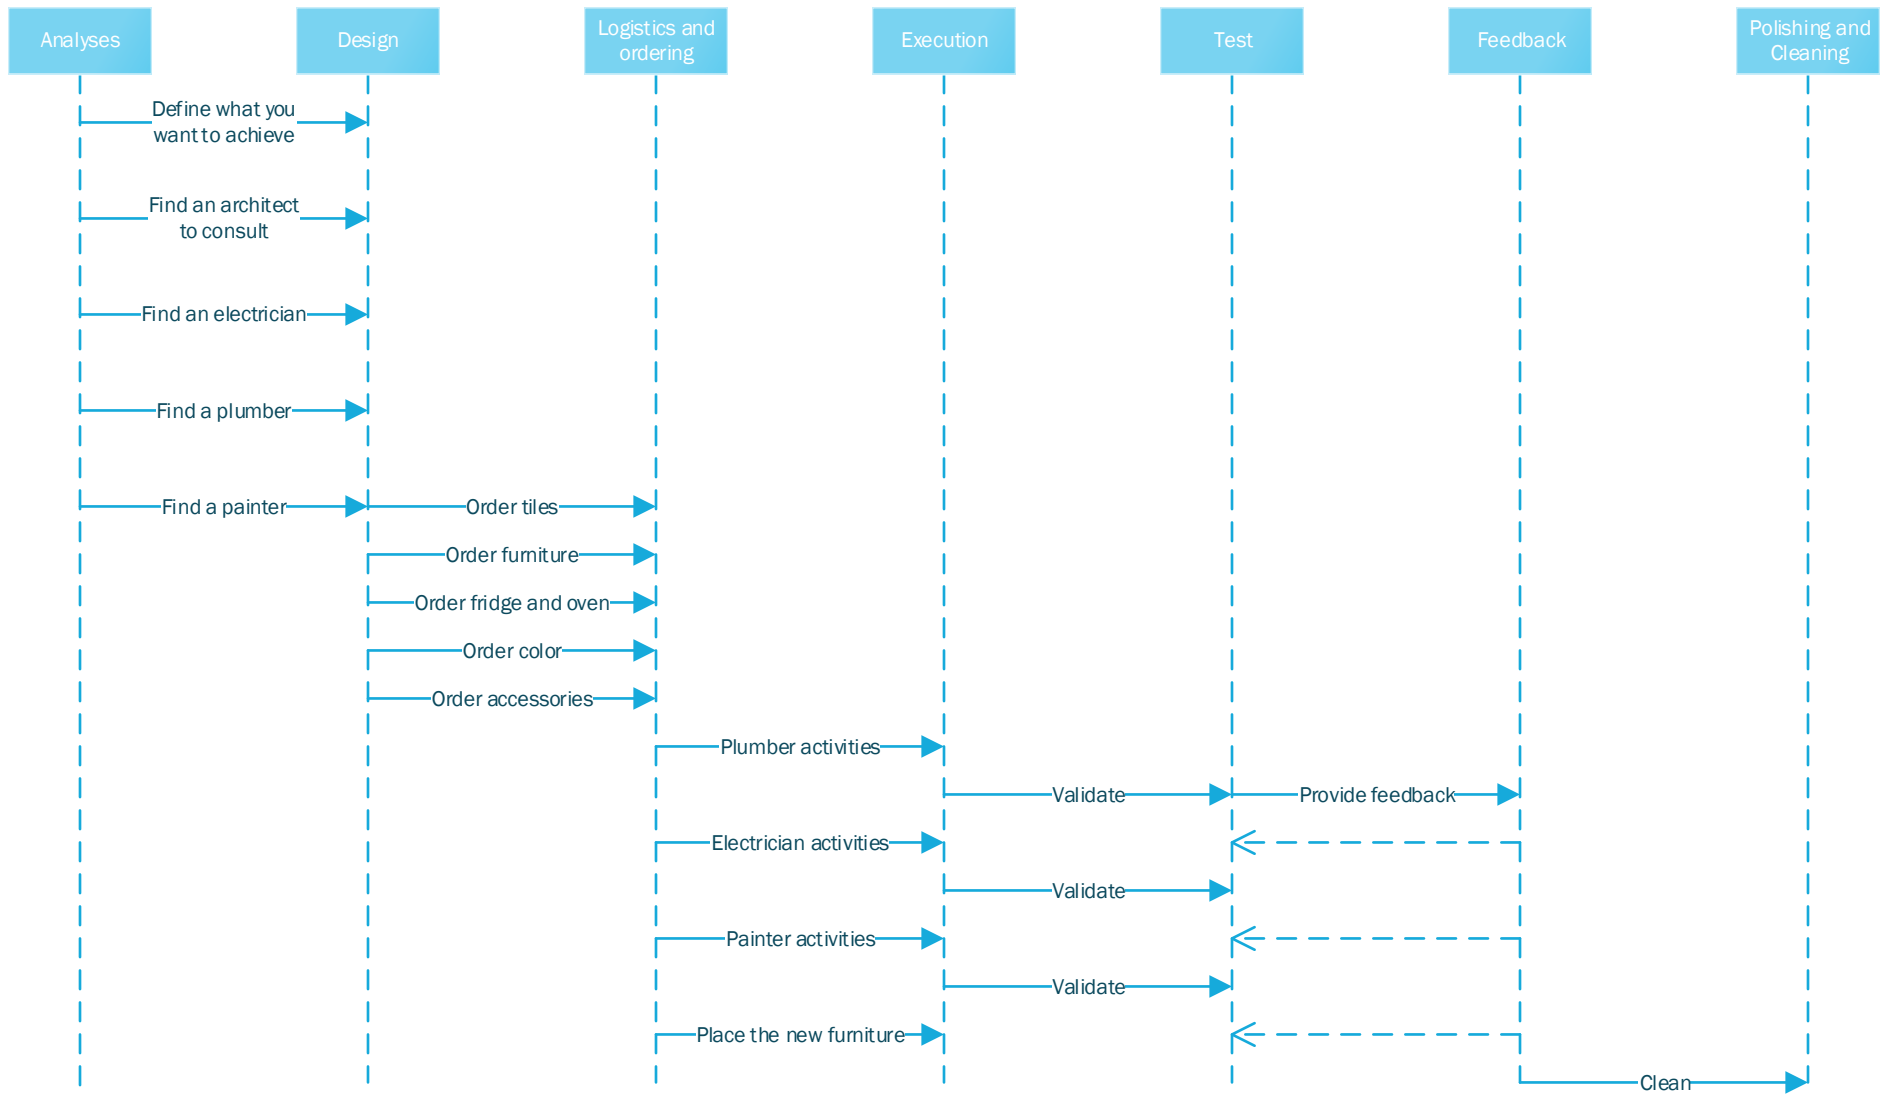 Analyses
Design
Logistics and
ordering
Execution
Test
Feedback
Polishing and
Cleaning
Define what you
want to achieve
Find an architect
to consult
Find an electrician
Find a plumber
Find a painter
Order tiles
Order furniture
Order fridge and oven
Order color
Order accessories
Plumber activities
Validate
Provide feedback
Electrician activities
Validate
Painter activities
Validate
Place the new furniture
Clean